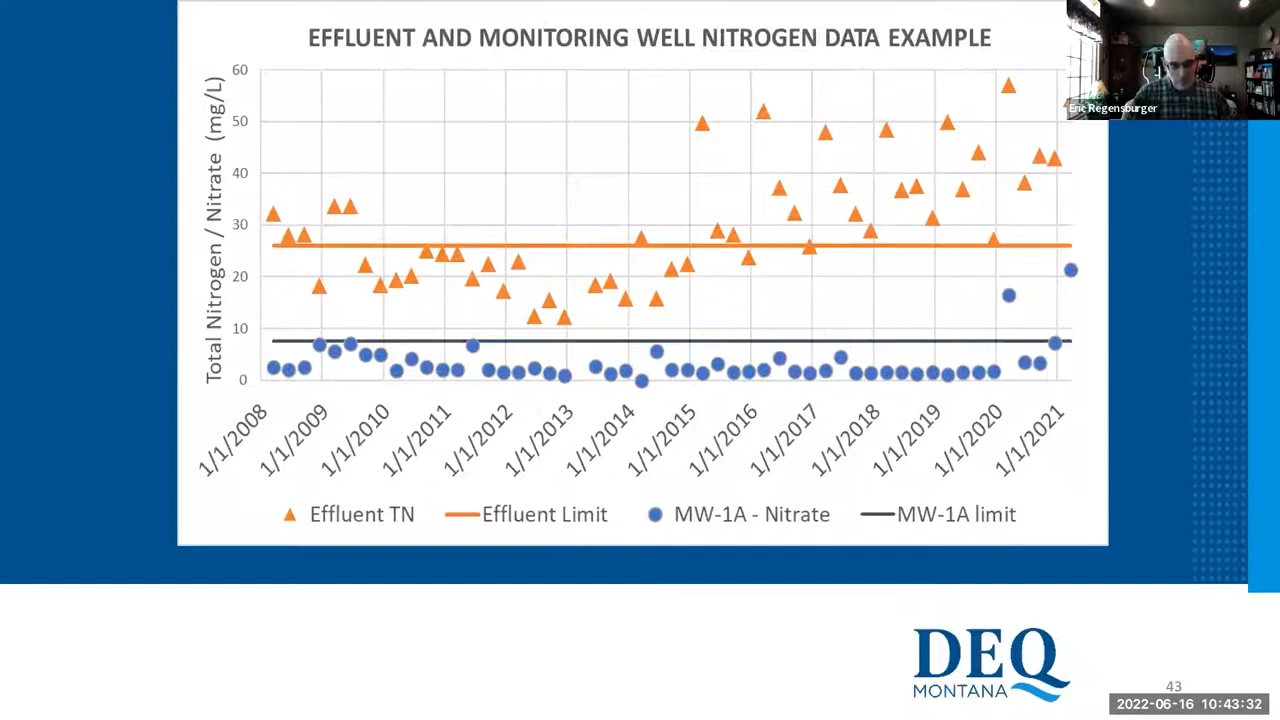 EFFLUENT AND MONITORING WELL NITROGEN DATA EXAMPLE
Eric Regensburger
Total Nitrogen / Nitrate (mg/L)
60
50
40
30
20
10
0
1/1/2008
1/1/2009
1/1/2010
1/1/2011
1/1/2012
1/1/2013
1/1/2014
1/1/2015
1/1/2016
1/1/2017
1/1/2018
1/1/2019
1/1/2020
1/1/2021
Effluent TN
Effluent Limit
MW-1A - Nitrate
MW-1A limit
DEQ
MONTANA
43
2022-06-16 10:43:32